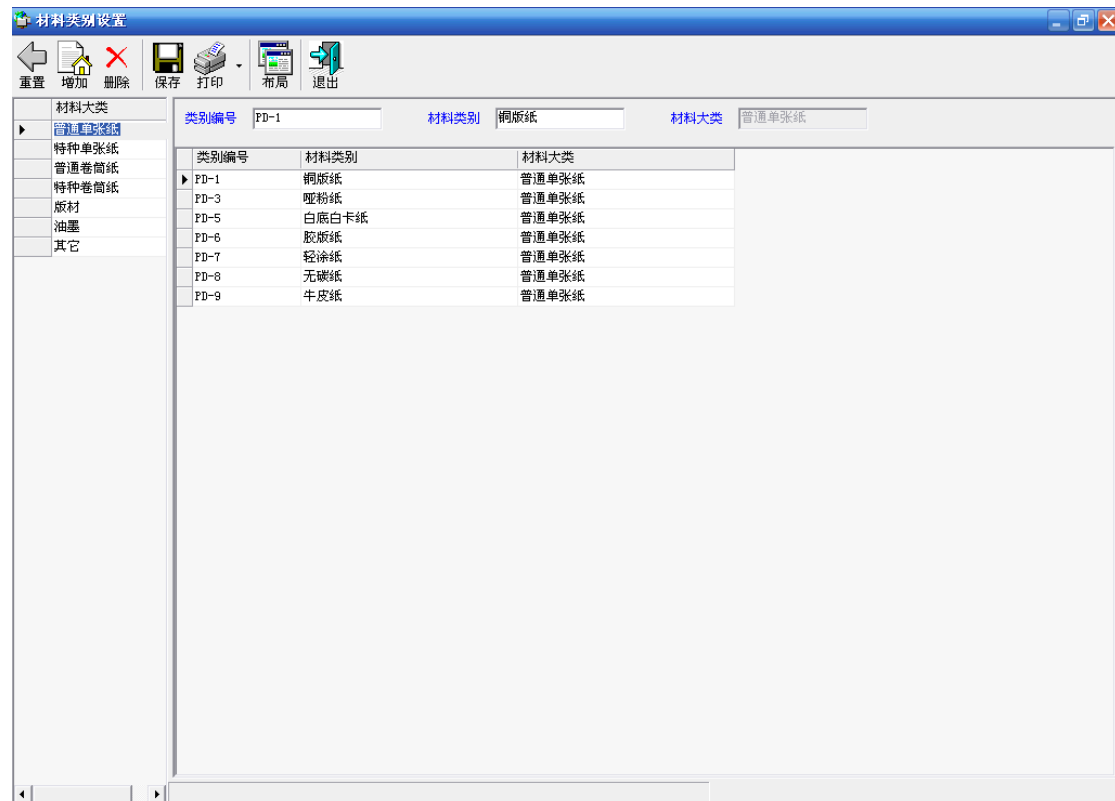 材料类别设置
重置 增加 删除 保存 打印 布局 退出
材料大类
普通单张纸
特种单张纸
普通卷筒纸
特种卷筒纸
版材
油墨
其它
类别编号 PD-1 材料类别 铜版纸 材料大类 普通单张纸
类别编号 材料类别 材料大类
PD-1 铜版纸 普通单张纸
PD-3 哑粉纸 普通单张纸
PD-5 白底白卡纸 普通单张纸
PD-6 胶版纸 普通单张纸
PD-7 轻涂纸 普通单张纸
PD-8 无碳纸 普通单张纸
PD-9 牛皮纸 普通单张纸